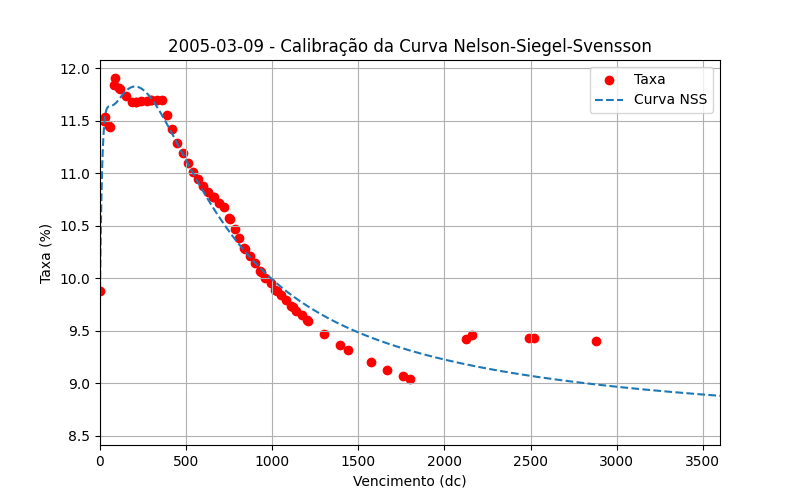 2005-03-09 - Calibração da Curva Nelson-Siegel-Svensson
12.0
11.5
11.0
10.5
10.0
9.5
9.0
8.5
Taxa (%)
Taxa
Curva NSS
0 500 1000 1500 2000 2500 3000 3500
Vencimento (dc)